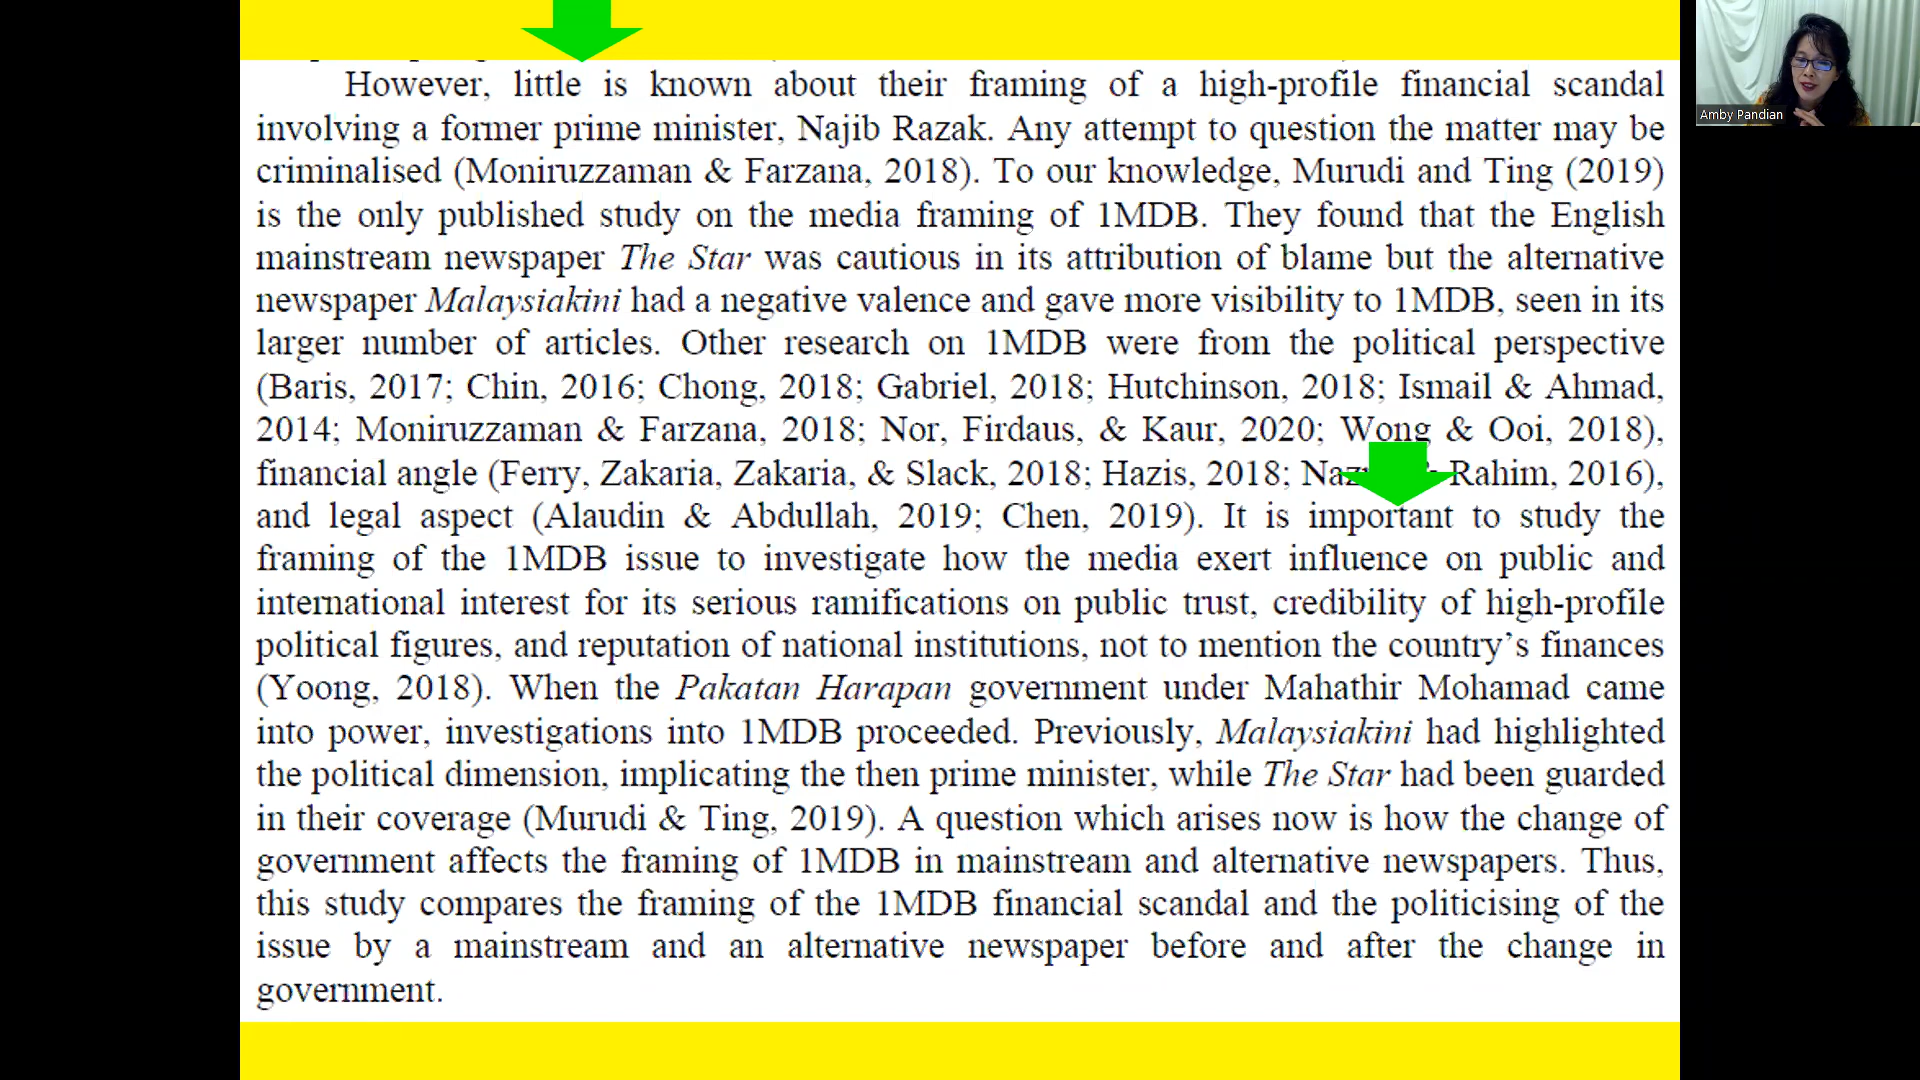 However, little is known about their framing of a high-profile financial scandal
involving a former prime minister, Najib Razak. Any attempt to question the matter may be
criminalised (Moniruzzaman & Farzana, 2018). To our knowledge, Murudi and Ting (2019)
is the only published study on the media framing of 1MDB. They found that the English
mainstream newspaper The Star was cautious in its attribution of blame but the alternative
newspaper Malaysiakini had a negative valence and gave more visibility to 1MDB, seen in its
larger number of articles. Other research on 1MDB were from the political perspective
(Baris, 2017; Chin, 2016; Chong, 2018; Gabriel, 2018; Hutchinson, 2018; Ismail & Ahmad,
2014; Moniruzzaman & Farzana, 2018; Nor, Firdaus, & Kaur, 2020; Wong & Ooi, 2018),
financial angle (Ferry, Zakaria, Zakaria, & Slack, 2018; Hazis, 2018; & Rahim, 2016),
and legal aspect (Alaudin & Abdullah, 2019; Chen, 2019). It is important to study the
framing of the 1MDB issue to investigate how the media exert influence on public and
international interest for its serious ramifications on public trust, credibility of high-profile
political figures, and reputation of national institutions, not to mention the country’s finances
(Yoong, 2018). When the Pakatan Harapan government under Mahathir Mohamad came
into power, investigations into 1MDB proceeded. Previously, Malaysiakini had highlighted
the political dimension, implicating the then prime minister, while The Star had been guarded
in their coverage (Murudi & Ting, 2019). A question which arises now is how the change of
government affects the framing of 1MDB in mainstream and alternative newspapers. Thus,
this study compares the framing of the 1MDB financial scandal and the politicising of the
issue by a mainstream and an alternative newspaper before and after the change in
government.
Amby Pandian